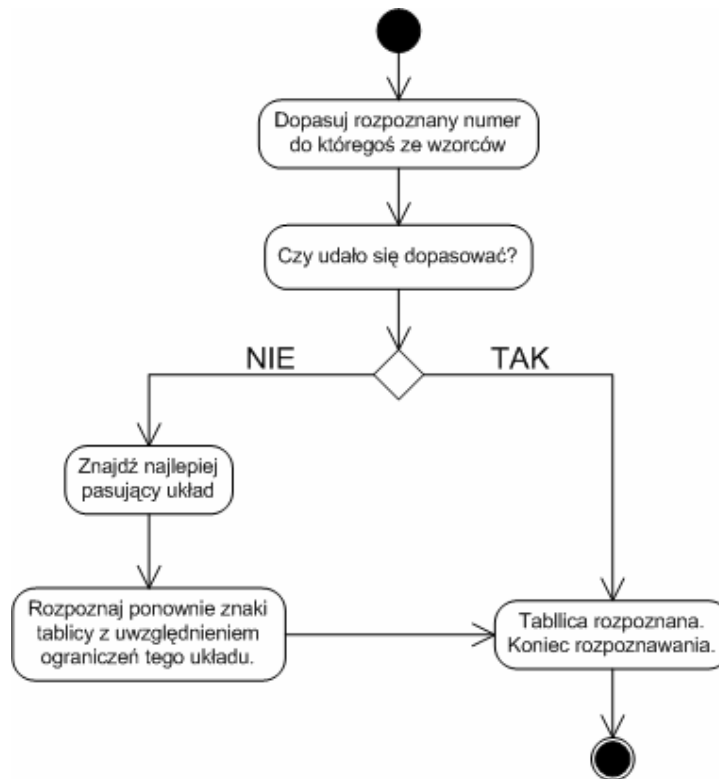 Dopasuj rozpoznany numer
do któregoś ze wzorców
Czy udało się dopasować?
NIE
TAK
Znajdź najlepiej
pasujący układ
Rozpoznaj ponownie znaki
tablicy z uwzględnieniem
ograniczeń tego układu.
Tabllica rozpoznana.
Koniec rozpoznawania.